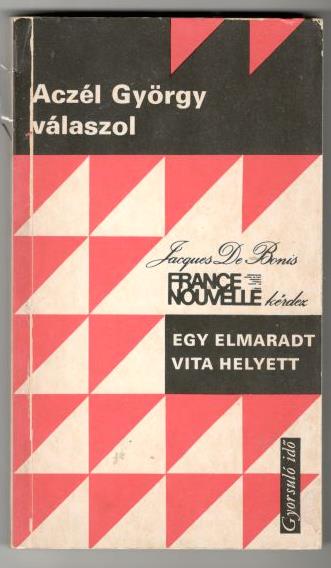 Aczél György
válaszol
Jacques De Bonis
FRANCE
NOUVELLE kérdez
EGY ELMARADT
VITA HELYETT
Gyorsuló idő